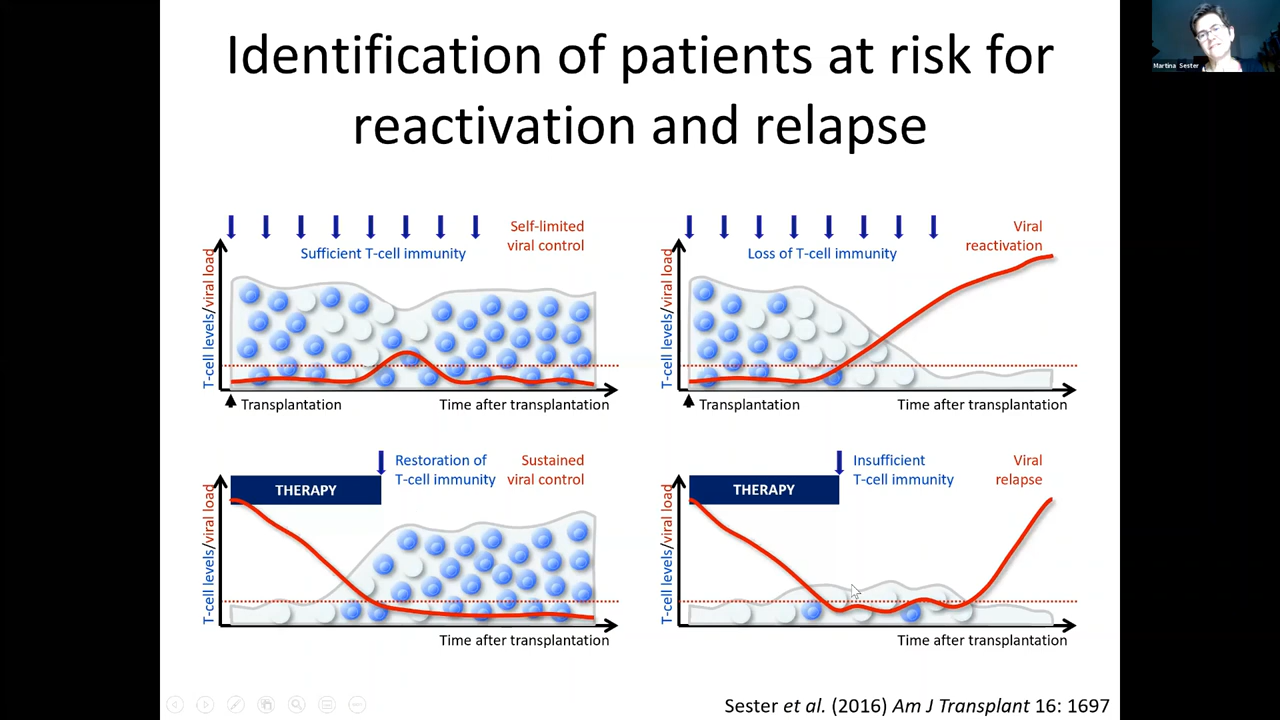 Identification of patients at risk for
reactivation and relapse
Martina Sester
Self-limited
viral control
Sufficient T-cell immunity
T-cell levels/viral load
Transplantation
Time after transplantation
Viral
reactivation
Loss of T-cell immunity
T-cell levels/viral load
Transplantation
Time after transplantation
THERAPY
Restoration of
T-cell immunity
Sustained
viral control
T-cell levels/viral load
Time after transplantation
THERAPY
Insufficient
T-cell immunity
Viral
relapse
T-cell levels/viral load
Time after transplantation
Sester et al. (2016) Am J Transplant 16: 1697